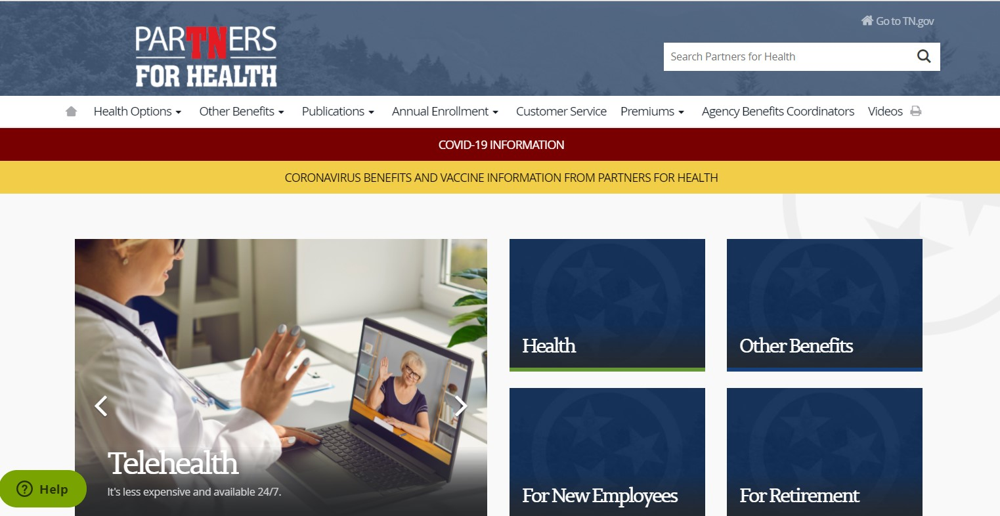 Go to TN.gov
PARTNERS
FOR HEALTH
Search Partners for Health
Health Options
Other Benefits
Publications
Annual Enrollment
Customer Service
Premiums
Agency Benefits Coordinators
Videos
COVID-19 INFORMATION
CORONAVIRUS BENEFITS AND VACCINE INFORMATION FROM PARTNERS FOR HEALTH
Telehealth
It's less expensive and available 24/7.
Health
Other Benefits
For New Employees
For Retirement
Help